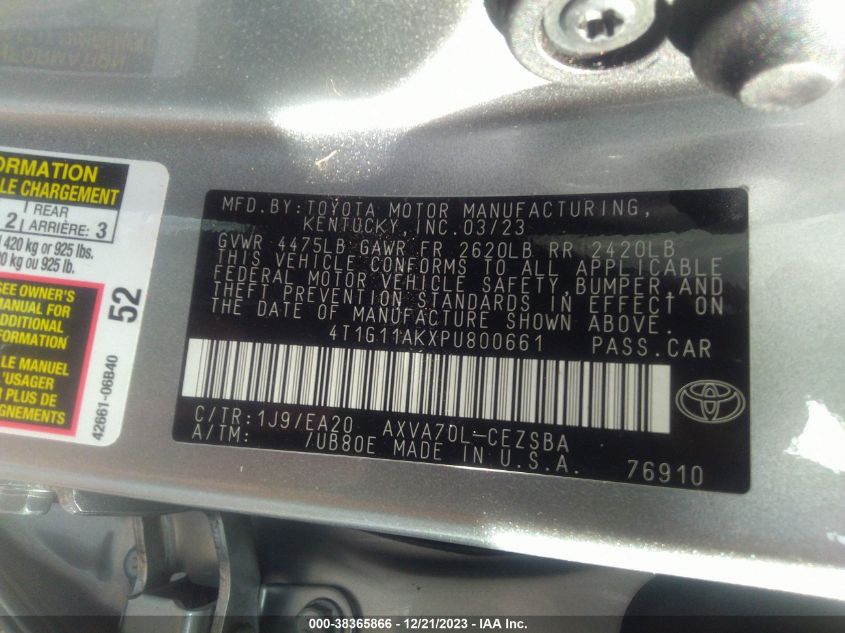 ORMATION
LE CHARGEMENT
2 | REAR
ARRIÈRE: | 3
420 kg or 925 lbs.
0 kg ou 925 lb.
SEE OWNER'S
MANUAL FOR
ADDITIONAL
FORMATION
LE MANUEL
L'USAGER
PLUS DE
EIGNEMENTS
52
42661-06B40
MFD.BY:TOYOTA MOTOR MANUFACTURING,
KENTUCKY,INC.03/23
GVWR 4475LB GAWR FR 2620LB RR 2420LB
THIS VEHICLE CONFORMS TO ALL APPLICABLE
FEDERAL MOTOR VEHICLE SAFETY,BUMPER,AND
THEFT PREVENTION STANDARDS IN EFFECT ON
THE DATE OF MANUFACTURE SHOWN ABOVE.
4T1G11AKXPU800661 PASS.CAR
C/TR:1J9/EA20 AXVA70L-CEZSBA
A/TM: /UB80E MADE IN U.S.A. 76910
000-38365866 - 12/21/2023 - IAA Inc.